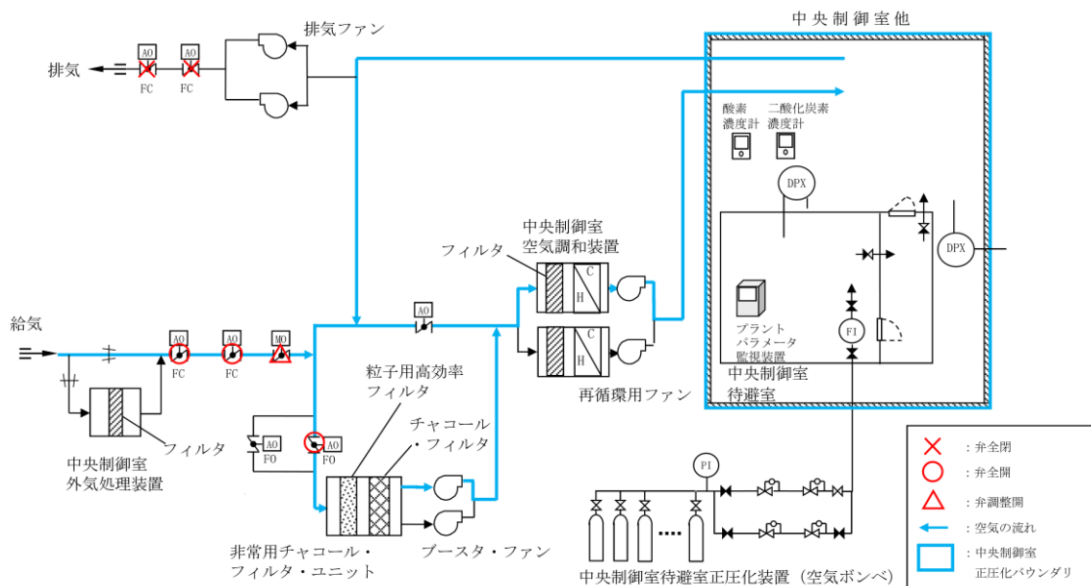 中央制御室他
排気ファン
排気
AO
AO
FC
FC
酸素
濃度計
二酸化炭素
濃度計
DPX
DPX
中央制御室
空気調和装置
フィルタ
C
H
C
H
プラント
パラメータ
監視装置
FI
中央制御室
待避室
再循環用ファン
給気
AO
AO
MO
FC
FC
AO
フィルタ
中央制御室
外気処理装置
粒子用高効率
フィルタ
チャコール
・フィルタ
AO
FO
AO
FO
非常用チャコール・
フィルタ・ユニット
ブースタ・ファン
PI
中央制御室待避室正圧化装置（空気ボンベ）
：弁全閉
：弁全開
：弁調整開
：空気の流れ
：中央制御室
正圧化バウンダリ